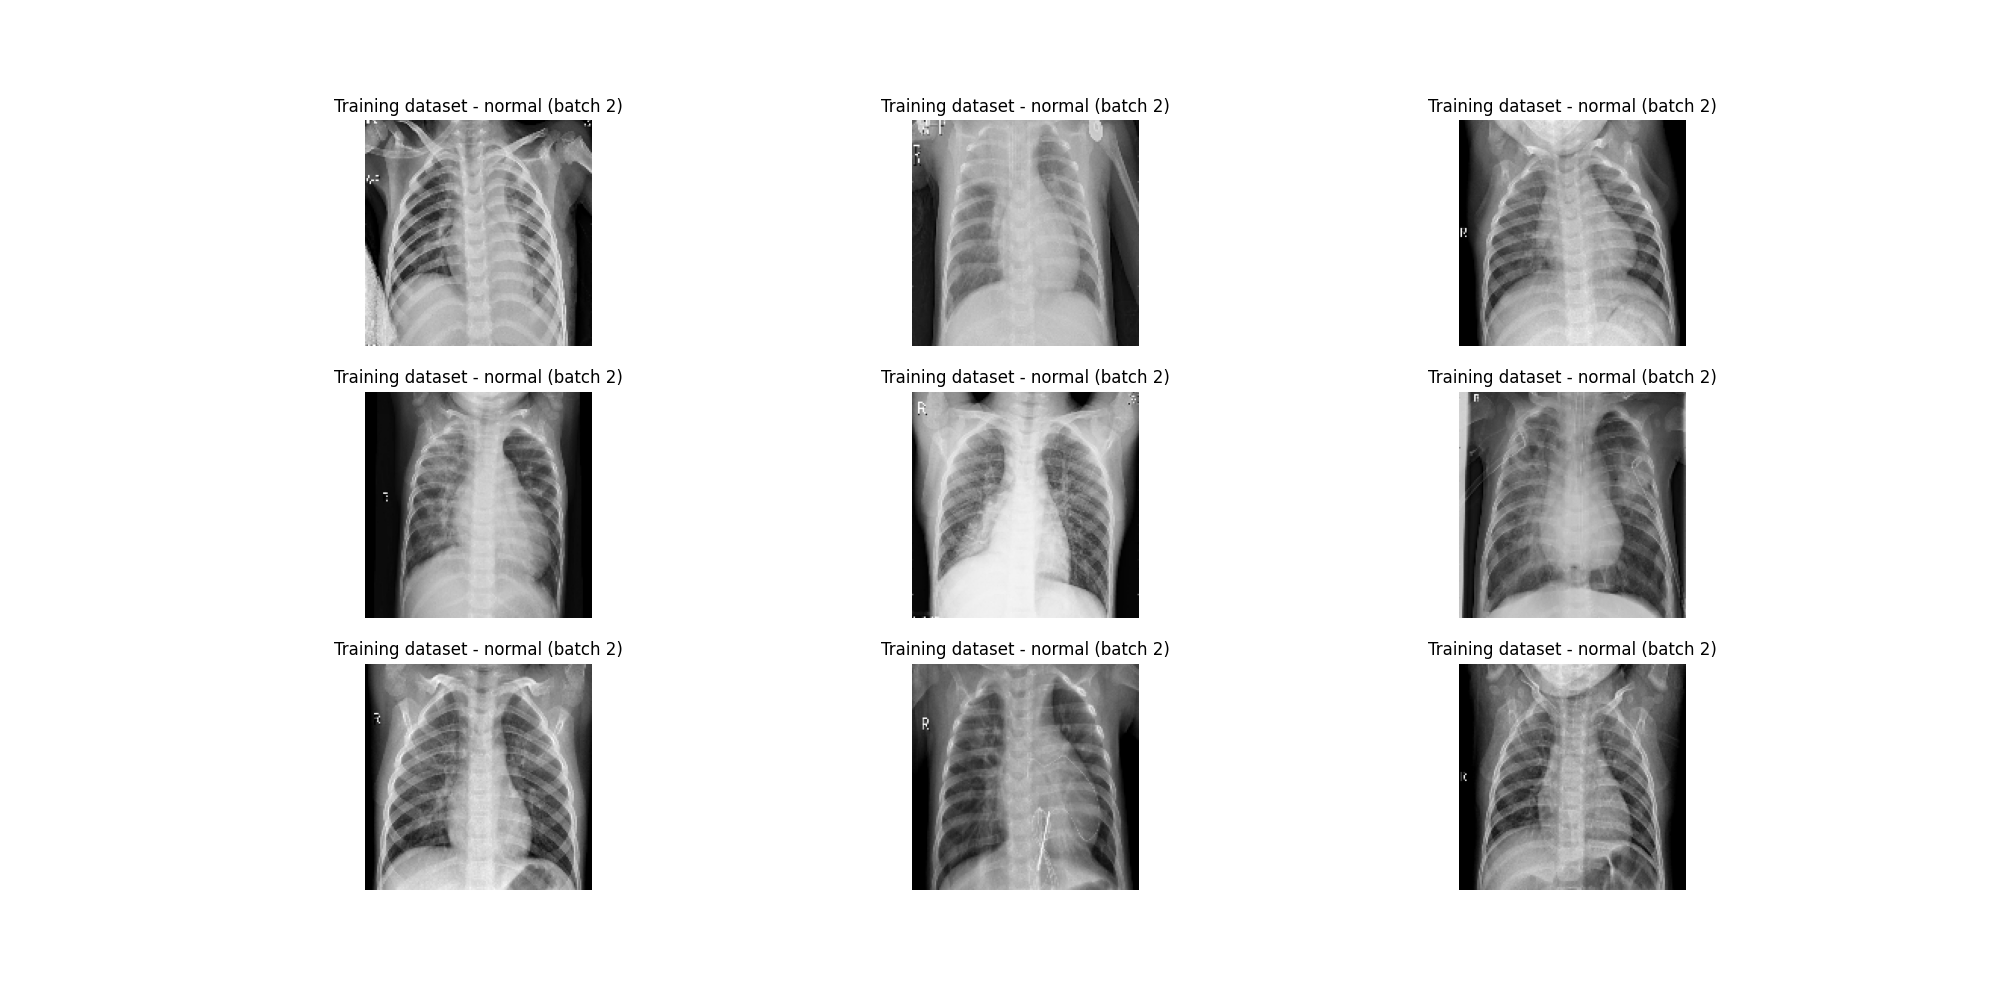 Training dataset - normal (batch 2)
Training dataset - normal (batch 2)
Training dataset - normal (batch 2)
R
Training dataset - normal (batch 2)
Training dataset - normal (batch 2)
Training dataset - normal (batch 2)
R
Training dataset - normal (batch 2)
Training dataset - normal (batch 2)
Training dataset - normal (batch 2)
R
R
R